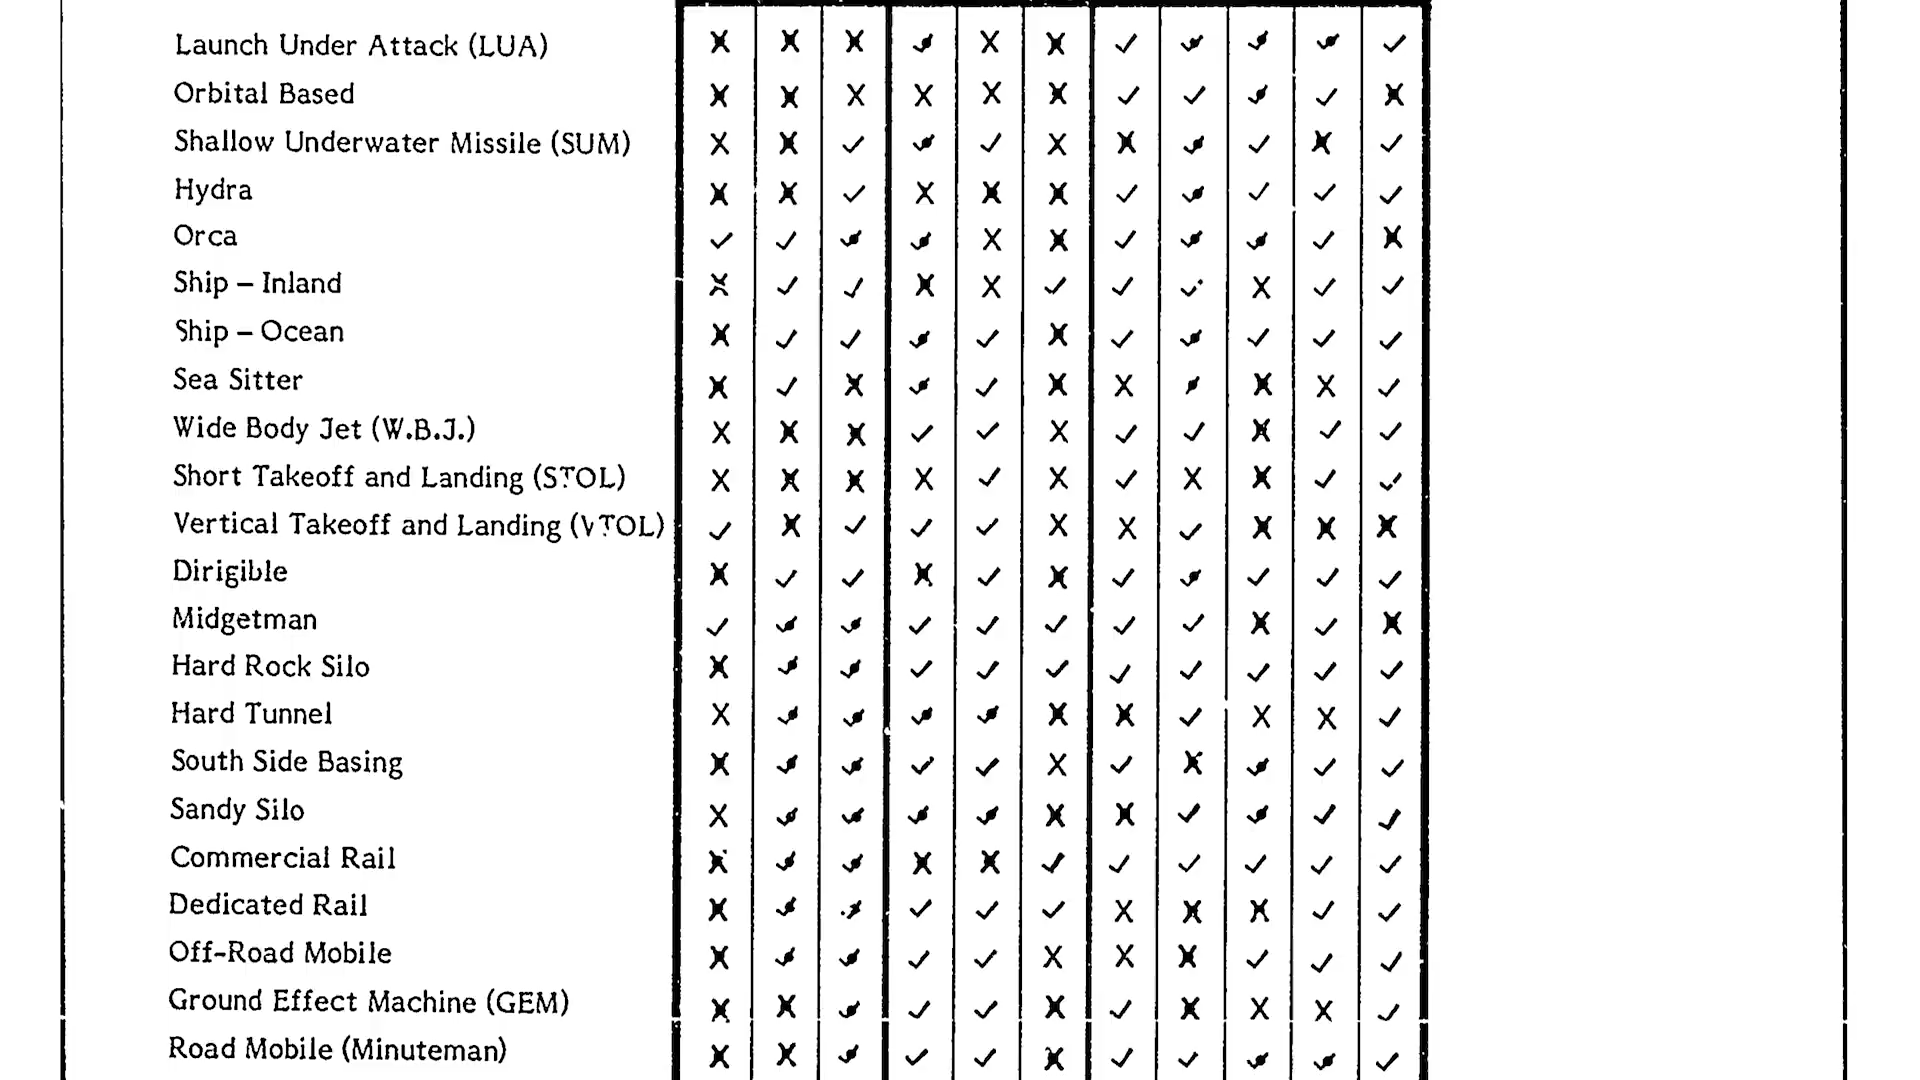 Launch Under Attack (LUA)
Orbital Based
Shallow Underwater Missile (SUM)
Hydra
Orca
Ship – Inland
Ship – Ocean
Sea Sitter
Wide Body Jet (W.B.J.)
Short Takeoff and Landing (STOL)
Vertical Takeoff and Landing (VTOL)
Dirigible
Midgetman
Hard Rock Silo
Hard Tunnel
South Side Basing
Sandy Silo
Commercial Rail
Dedicated Rail
Off-Road Mobile
Ground Effect Machine (GEM)
Road Mobile (Minuteman)